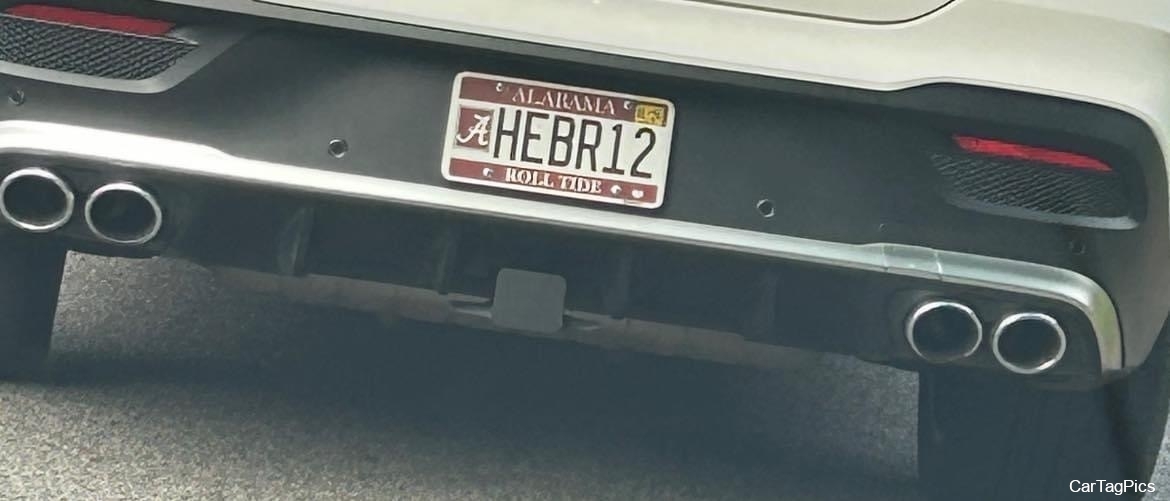 ALABAMA
A HEBR12
ROLL TIDE
CarTagPics